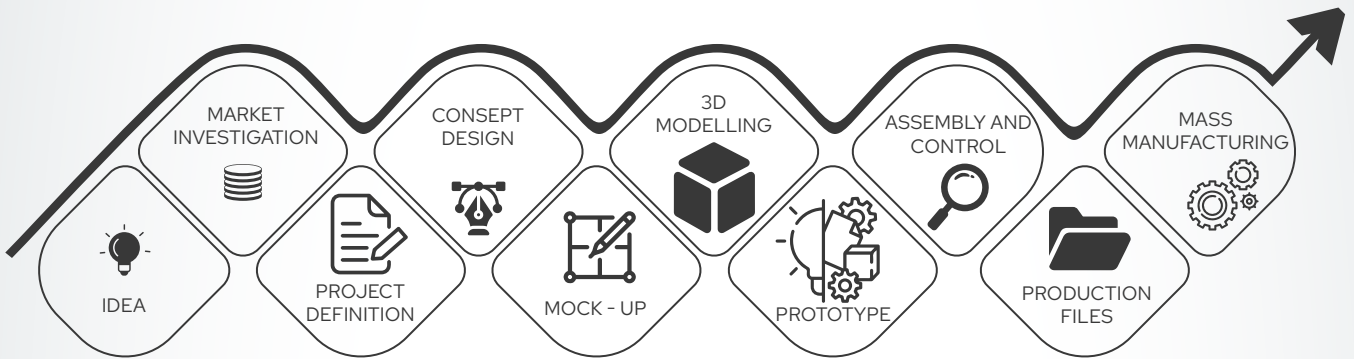 IDEA
MARKET
INVESTIGATION
PROJECT
DEFINITION
CONSEPT
DESIGN
MOCK - UP
3D
MODELLING
PROTOTYPE
ASSEMBLY AND
CONTROL
PRODUCTION
FILES
MASS
MANUFACTURING